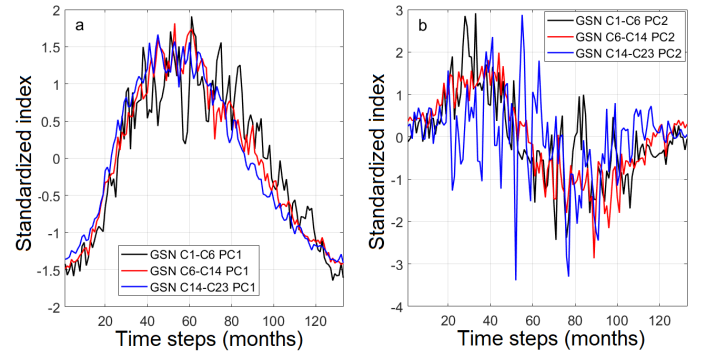 a
2
1.5
1
0.5
0
-0.5
-1
-1.5
-2
Standardized index
20 40 60 80 100 120
Time steps (months)
GSN C1-C6 PC1
GSN C6-C14 PC1
GSN C14-C23 PC1
b
3
2
1
0
-1
-2
-3
-4
Standardized index
20 40 60 80 100 120
Time steps (months)
GSN C1-C6 PC2
GSN C6-C14 PC2
GSN C14-C23 PC2